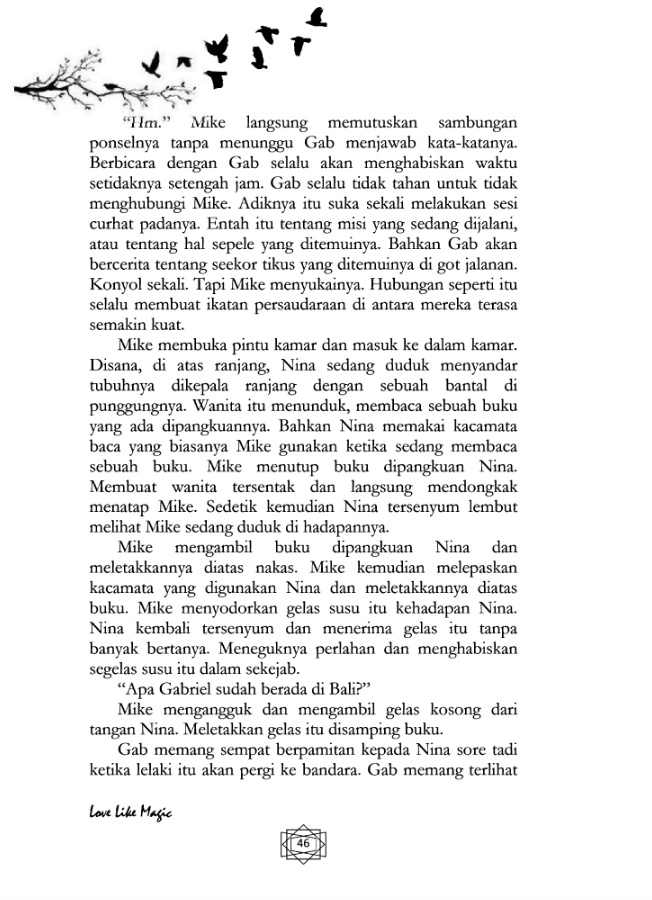 “Hm.” Mike langsung memutuskan sambungan
ponselnya tanpa menunggu Gab menjawab kata-katanya.
Berbicara dengan Gab selalu akan menghabiskan waktu
setidaknya setengah jam. Gab selalu tidak tahan untuk tidak
menghubungi Mike. Adiknya itu suka sekali melakukan sesi
curhat padanya. Entah itu tentang misi yang sedang dijalani,
atau tentang hal sepele yang ditemuinya. Bahkan Gab akan
bercerita tentang seekor tikus yang ditemuinya di got jalanan.
Konyol sekali. Tapi Mike menyukainya. Hubungan seperti itu
selalu membuat ikatan persaudaraan di antara mereka terasa
semakin kuat.
Mike membuka pintu kamar dan masuk ke dalam kamar.
Disana, di atas ranjang, Nina sedang duduk menyandar
tubuhnya dikepala ranjang dengan sebuah bantal di
punggungnya. Wanita itu menunduk, membaca sebuah buku
yang ada dipangkuannya. Bahkan Nina memakai kacamata
baca yang biasanya Mike gunakan ketika sedang membaca
sebuah buku. Mike menutup buku dipangkuan Nina.
Membuat wanita tersentak dan langsung mendongkak
menatap Mike. Sedetik kemudian Nina tersenyum lembut
melihat Mike sedang duduk di hadapannya.
Mike mengambil buku dipangkuan Nina dan
meletakkannya diatas nakas. Mike kemudian melepaskan
kacamata yang digunakan Nina dan meletakkannya diatas
buku. Mike menyodorkan gelas susu itu kehadapan Nina.
Nina kembali tersenyum dan menerima gelas itu tanpa
banyak bertanya. Meneguknya perlahan dan menghabiskan
segelas susu itu dalam sekejab.
“Apa Gabriel sudah berada di Bali?”
Mike mengangguk dan mengambil gelas kosong dari
tangan Nina. Meletakkan gelas itu disamping buku.
Gab memang sempat berpamitan kepada Nina sore tadi
ketika lelaki itu akan pergi ke bandara. Gab memang terlihat
Love Like Magic
46